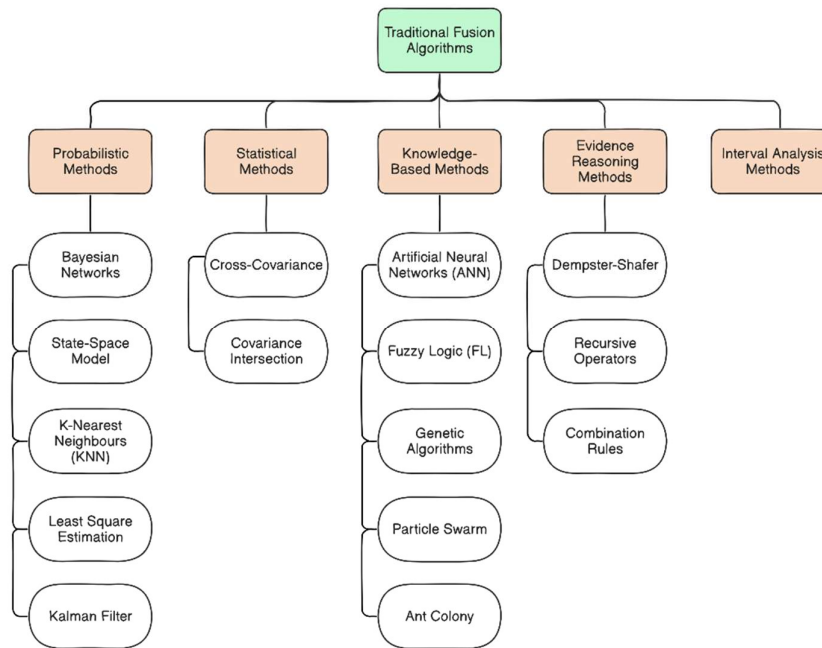 Traditional Fusion
Algorithms
Probabilistic
Methods
Statistical
Methods
Knowledge-
Based Methods
Evidence
Reasoning
Methods
Interval Analysis
Methods
Bayesian
Networks
State-Space
Model
K-Nearest
Neighbours
(KNN)
Least Square
Estimation
Kalman Filter
Cross-Covariance
Covariance
Intersection
Artificial Neural
Networks (ANN)
Fuzzy Logic (FL)
Genetic
Algorithms
Particle Swarm
Ant Colony
Dempster-Shafer
Recursive
Operators
Combination
Rules